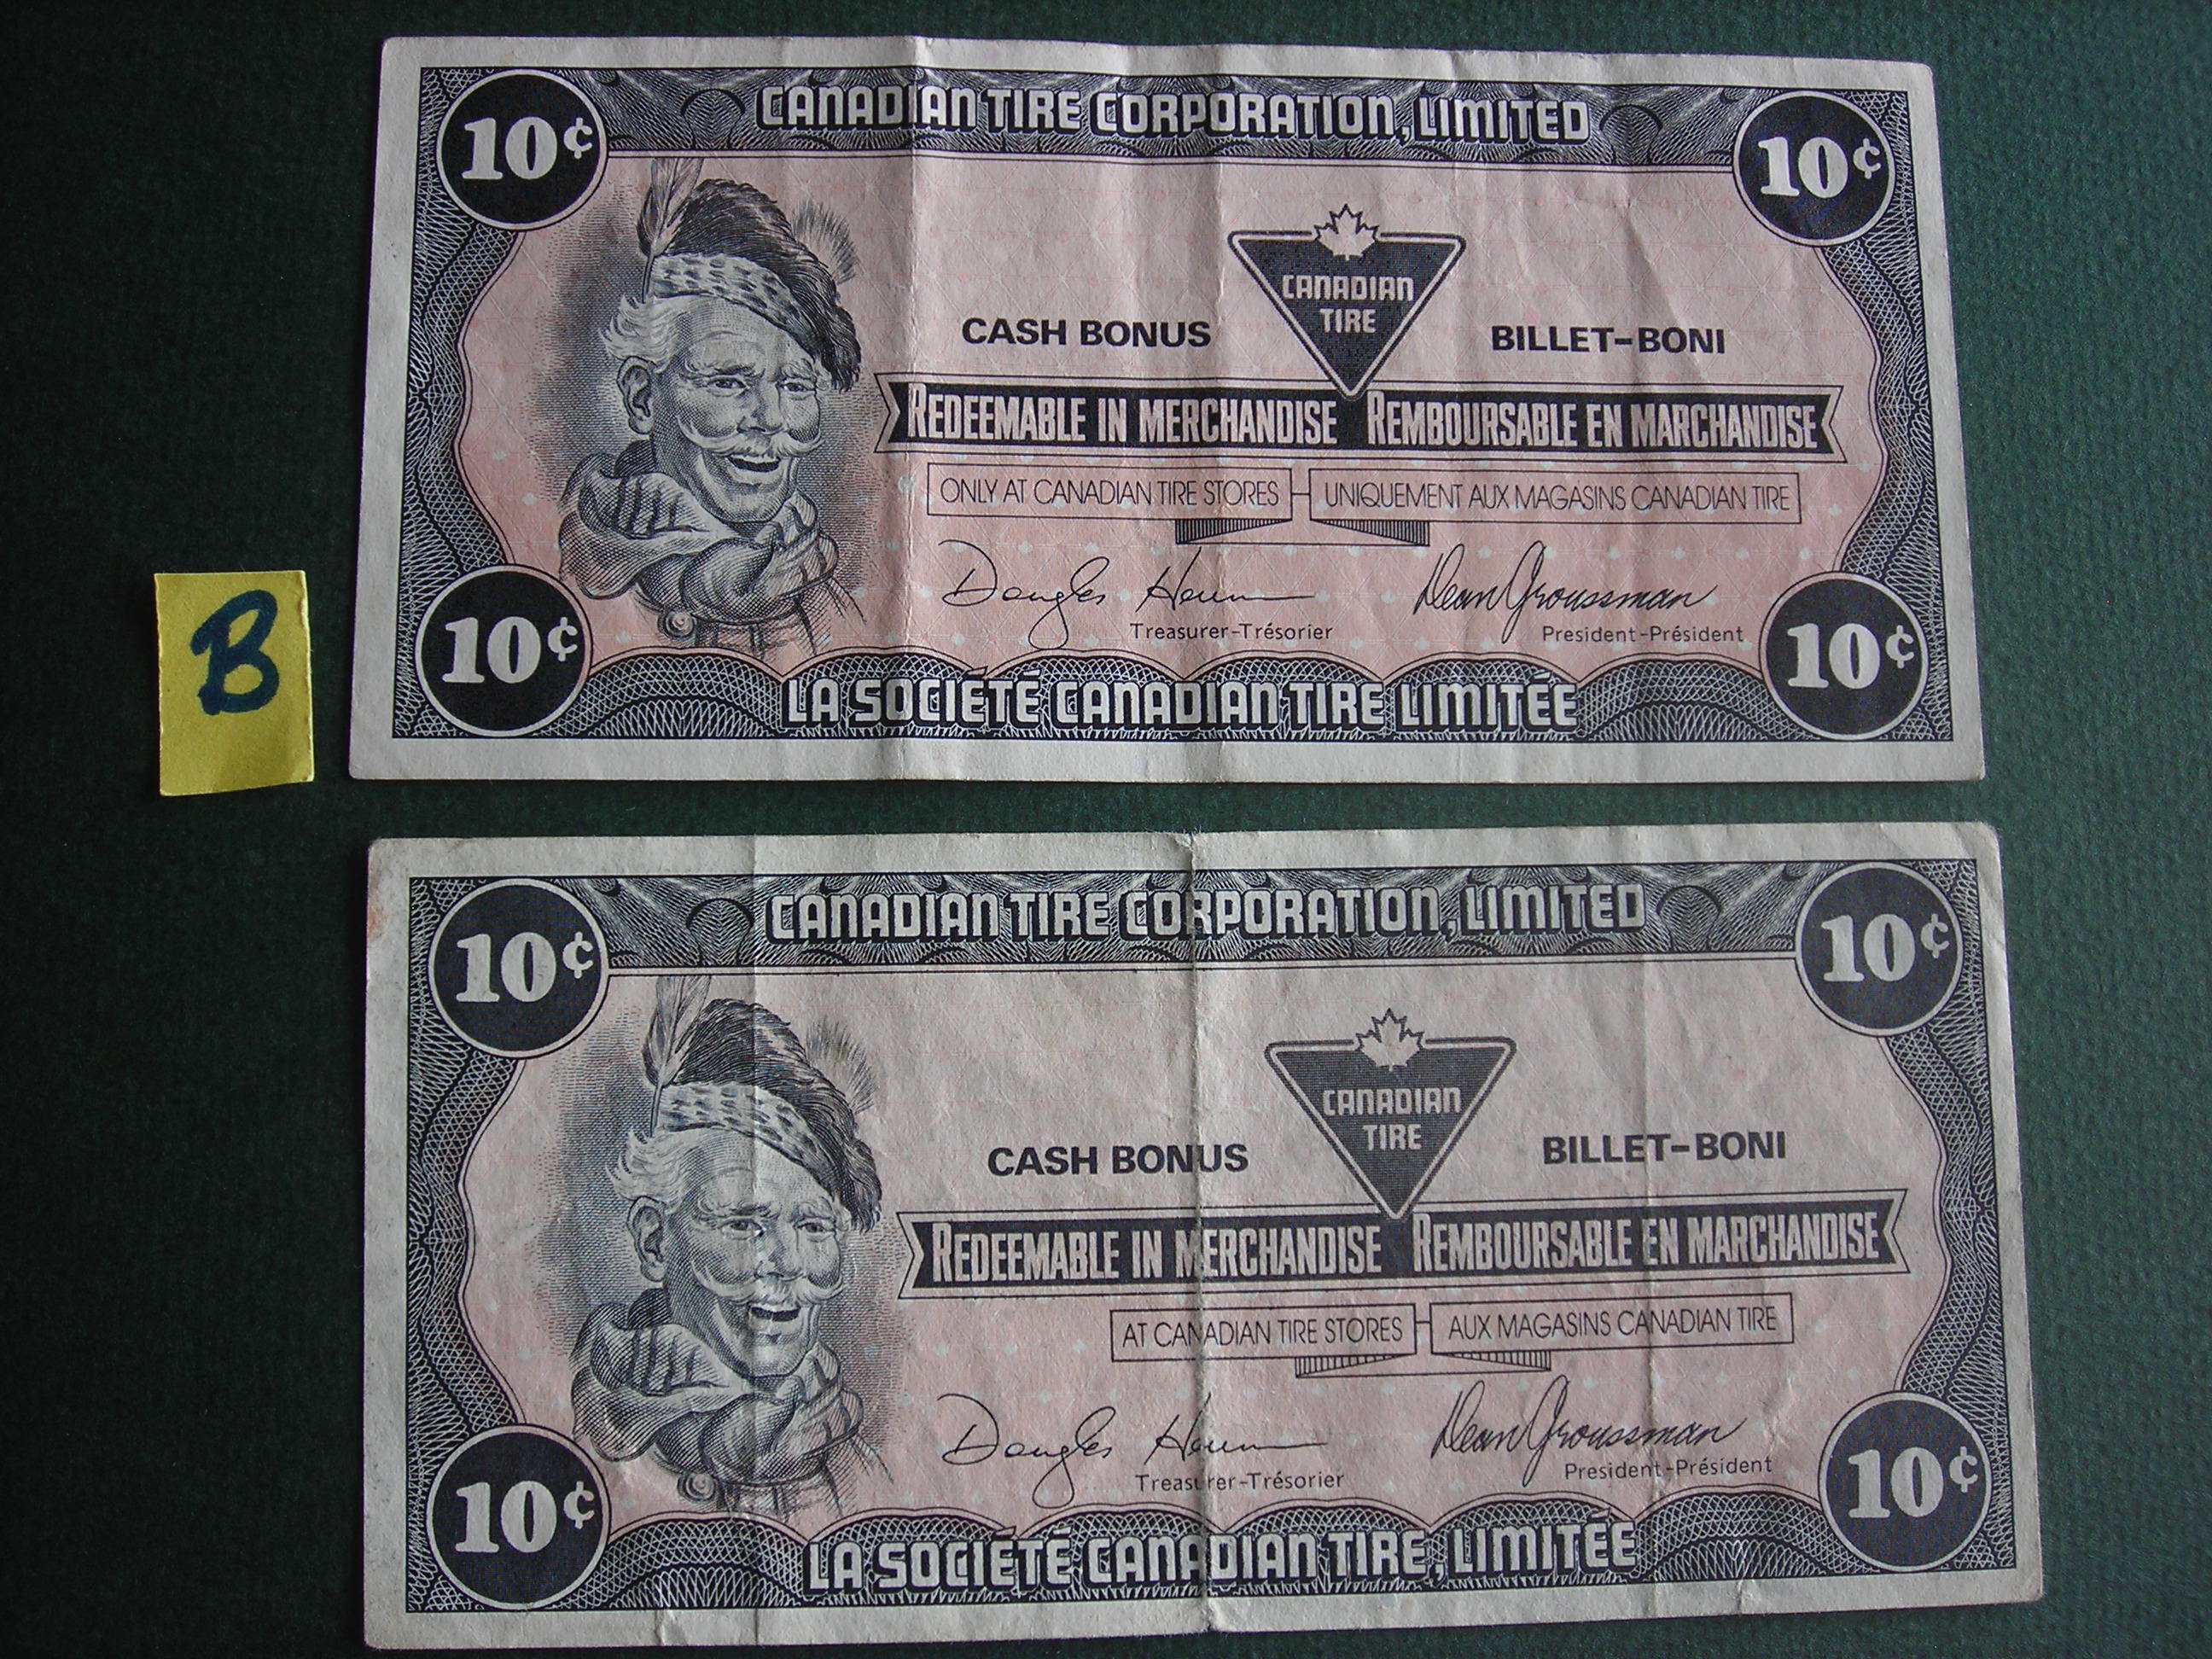 10¢ CANADIAN TIRE CORPORATION, LIMITED 10¢
CANADIAN
TIRE
CASH BONUS BILLET-BONI
REDEEMABLE IN MERCHANDISE REMBOURSABLE EN MARCHANDISE
ONLY AT CANADIAN TIRE STORES UNIQUEMENT AUX MAGASINS CANADIAN TIRE
Dean Groussman
Treasurer-Trésorier President-Président
10¢ LA SOCIÉTÉ CANADIAN TIRE LIMITÉE 10¢
B
10¢ CANADIAN TIRE CORPORATION, LIMITED 10¢
CANADIAN
TIRE
CASH BONUS BILLET-BONI
REDEEMABLE IN MERCHANDISE REMBOURSABLE EN MARCHANDISE
AT CANADIAN TIRE STORES AUX MAGASINS CANADIAN TIRE
Dean Groussman
Treasurer-Trésorier President-Président
10¢ LA SOCIÉTÉ CANADIAN TIRE, LIMITÉE 10¢